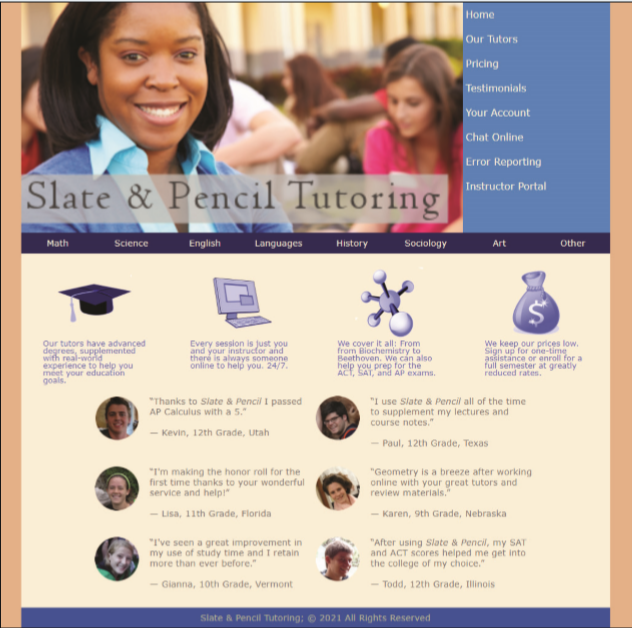 Home
Our Tutors
Pricing
Testimonials
Your Account
Chat Online
Error Reporting
Instructor Portal
Slate & Pencil Tutoring
Math Science English Languages History Sociology Art Other
Our tutors have advanced
degrees, supplemented
with real-world
experience to help you
meet your education
goals.
Every session is just you
and your instructor and
there is always someone
online to help you. 24/7.
We cover it all: From
from Biochemistry to
Beethoven. We can also
help you prep for the
ACT, SAT, and AP exams.
We keep our prices low.
Sign up for one-time
assistance or enroll for a
full semester at greatly
reduced rates.
"Thanks to Slate & Pencil I passed
AP Calculus with a 5."
— Kevin, 12th Grade, Utah
"I use Slate & Pencil all of the time
to supplement my lectures and
course notes."
— Paul, 12th Grade, Texas
"I'm making the honor roll for the
first time thanks to your wonderful
service and help!"
— Lisa, 11th Grade, Florida
"Geometry is a breeze after working
online with your great tutors and
review materials."
— Karen, 9th Grade, Nebraska
"I've seen a great improvement in
my use of study time and I retain
more than ever before."
— Gianna, 10th Grade, Vermont
"After using Slate & Pencil, my SAT
and ACT scores helped me get into
the college of my choice."
— Todd, 12th Grade, Illinois
Slate & Pencil Tutoring; © 2021 All Rights Reserved